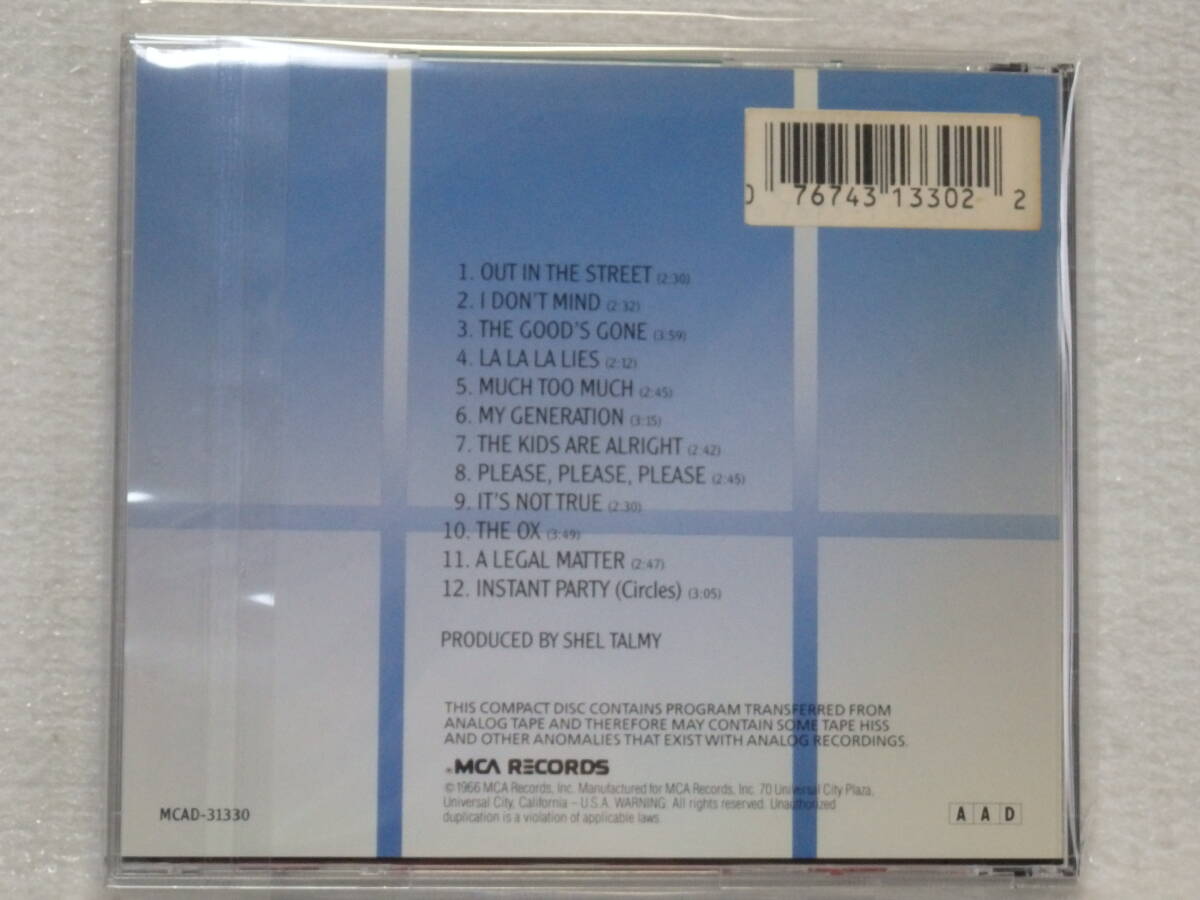 0 76743 13302 2
1. OUT IN THE STREET (2:30)
2. I DON'T MIND (2:32)
3. THE GOOD'S GONE (3:59)
4. LA LA LA LIES (2:12)
5. MUCH TOO MUCH (2:45)
6. MY GENERATION (3:15)
7. THE KIDS ARE ALRIGHT (2:42)
8. PLEASE, PLEASE, PLEASE (2:45)
9. IT'S NOT TRUE (2:30)
10. THE OX (3:49)
11. A LEGAL MATTER (2:47)
12. INSTANT PARTY (Circles) (3:05)
PRODUCED BY SHEL TALMY
THIS COMPACT DISC CONTAINS PROGRAM TRANSFERRED FROM
ANALOG TAPE AND THEREFORE MAY CONTAIN SOME TAPE HISS
AND OTHER ANOMALIES THAT EXIST WITH ANALOG RECORDINGS.
MCA RECORDS
©1966 MCA Records, Inc. Manufactured for MCA Records, Inc. 70 Universal City Plaza,
Universal City, California – U.S.A. WARNING: All rights reserved. Unauthorized
duplication is a violation of applicable laws.
MCAD-31330
A A D